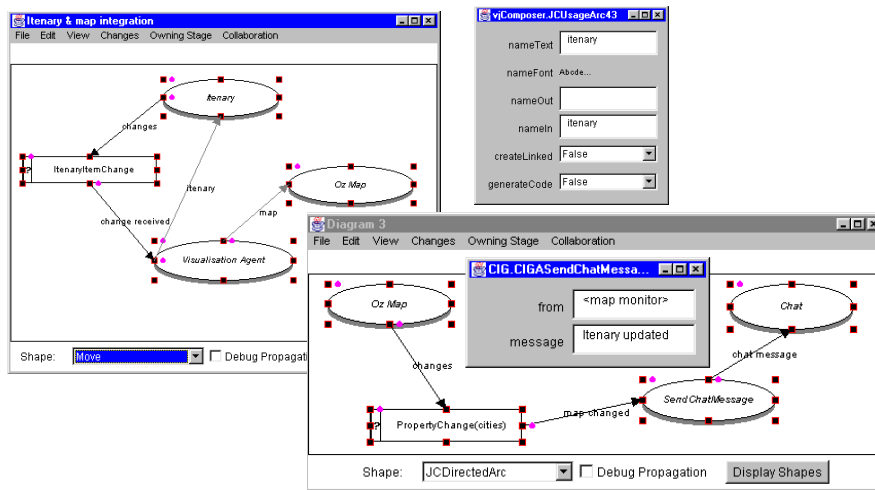 Itenary & map integration
File Edit View Changes Owning Stage Collaboration
Itenary
changes
? ItenaryItemChange
itenary
Oz Map
map
change received
Visualisation Agent
Shape: Move Debug Propagati
vjComposer.JCUsageArc43
nameText itenary
nameFont Abcde...
nameOut
nameIn itenary
createLinked False
generateCode False
Diagram 3
File Edit View Changes Owning Stage Collaboration
CIG.CIGASendChatMessa...
from <map monitor>
message Itenary updated
Oz Map
Chat
changes
chat message
SendChatMessage
map changed
? PropertyChange(cities)
Shape: JCDirectedArc Debug Propagation Display Shapes